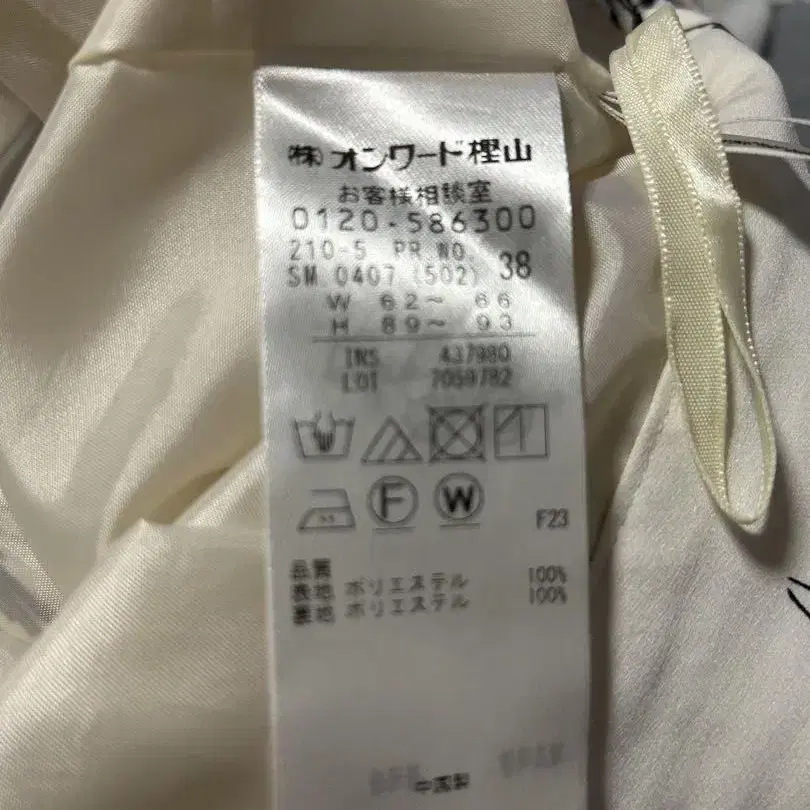 ㈱オンワード樫山
お客様相談室
0120-586300
210-5 PR NO.
SM 0407 (502) 38
W 62～ 66
H 89～ 93
INS 437980
LOT 7059782
F
W
F23
品質
表地 ポリエステル 100%
裏地 ポリエステル 100%
中国製